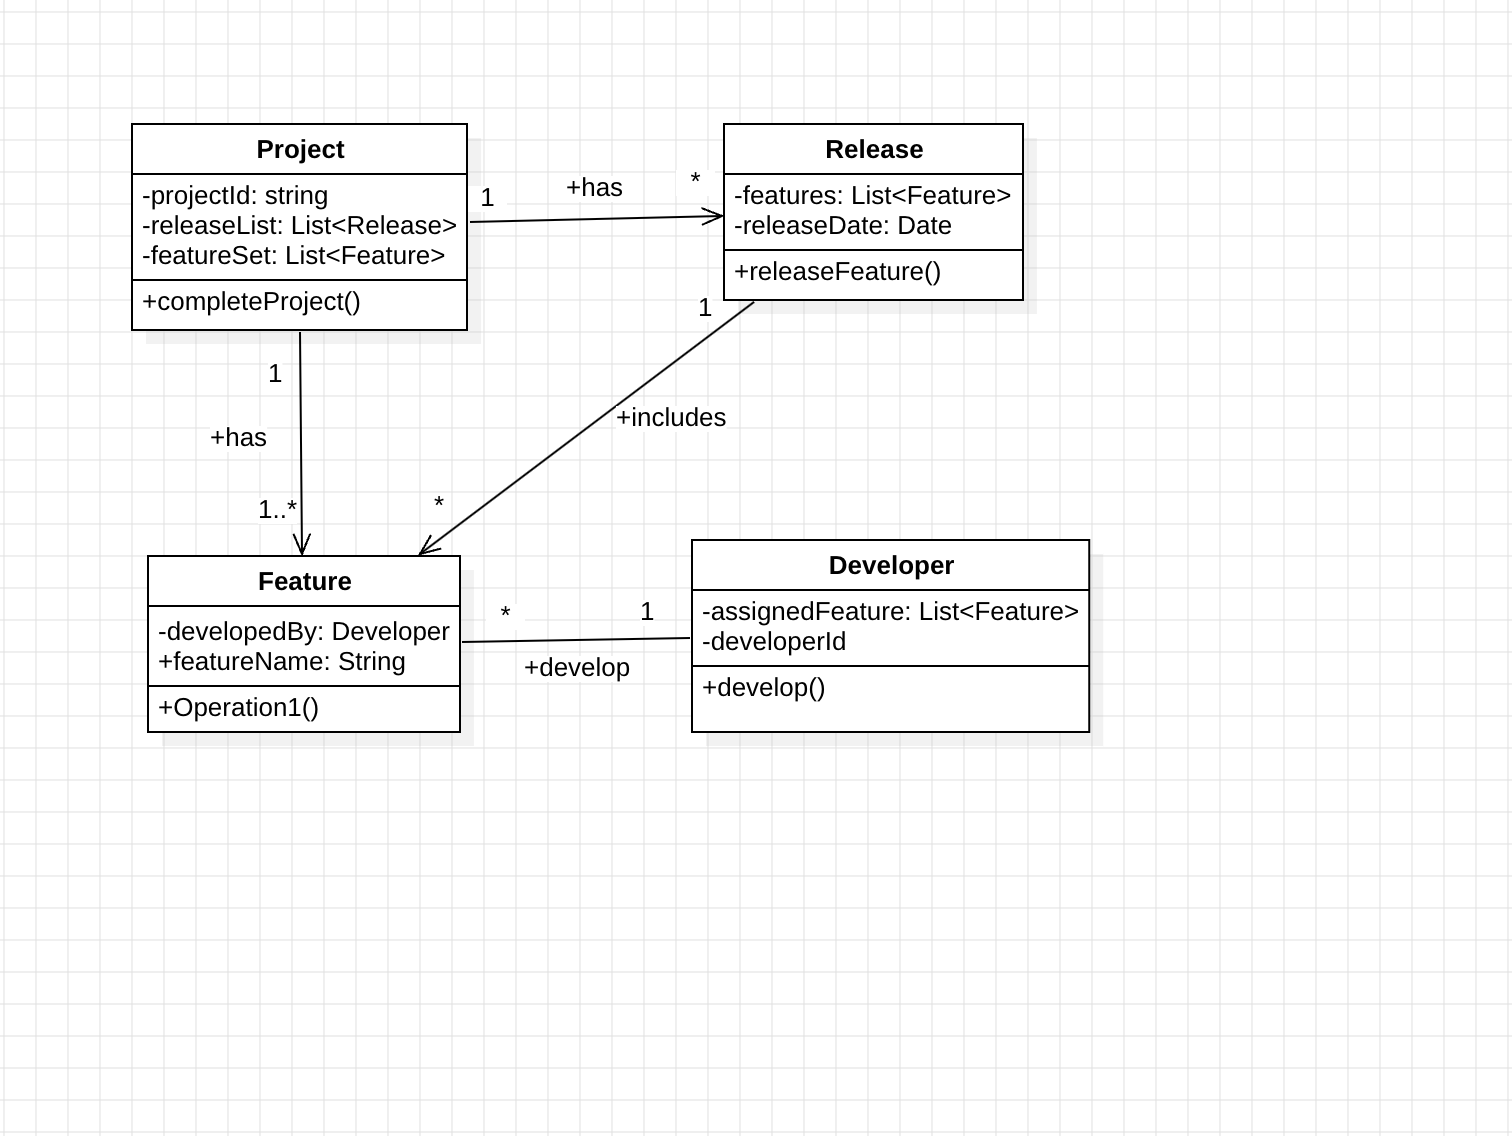 Project
-projectId: string
-releaseList: List<Release>
-featureSet: List<Feature>
+completeProject()
1
+has
*
Release
-features: List<Feature>
-releaseDate: Date
+releaseFeature()
1
+has
1..*
1
+includes
*
Feature
-developedBy: Developer
+featureName: String
+Operation1()
*
1
+develop
Developer
-assignedFeature: List<Feature>
-developerId
+develop()